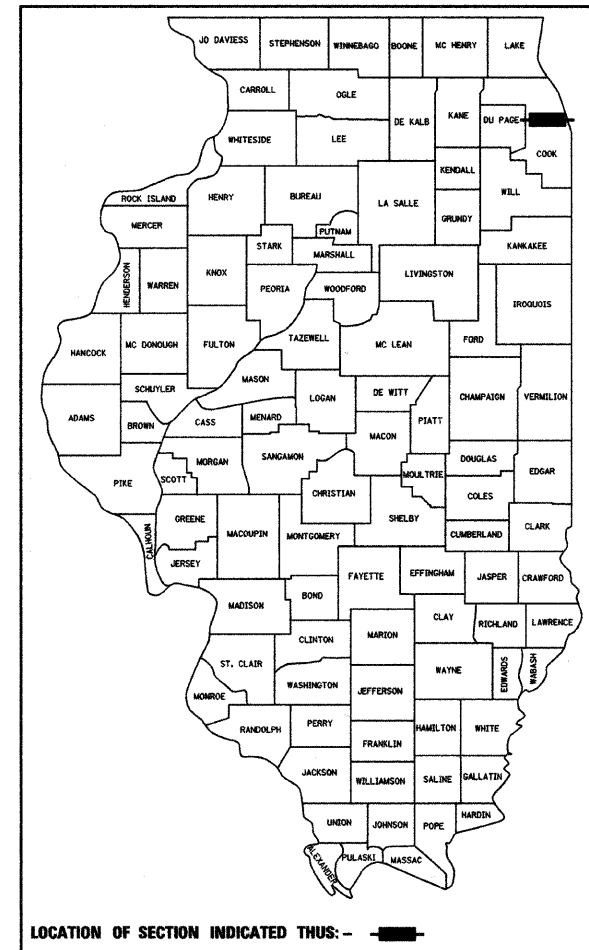 JO DAVIESS
STEPHENSON
WINNEBAGO
BOONE
MC HENRY
LAKE
CARROLL
OGLE
DE KALB
KANE
DU PAGE
COOK
WHITESIDE
LEE
KENDALL
WILL
ROCK ISLAND
HENRY
BUREAU
LA SALLE
GRUNDY
MERCER
PUTNAM
KANKAKEE
STARK
MARSHALL
HENDERSON
WARREN
KNOX
PEORIA
WOODFORD
LIVINGSTON
IROQUOIS
HANCOCK
MC DONOUGH
FULTON
TAZEWELL
MC LEAN
FORD
SCHUYLER
MASON
LOGAN
DE WITT
CHAMPAIGN
VERMILION
ADAMS
BROWN
CASS
MENARD
MACON
PIATT
PIKE
SCOTT
MORGAN
SANGAMON
CHRISTIAN
MOULTRIE
DOUGLAS
EDGAR
COLES
CALHOUN
GREENE
MACOUPIN
MONTGOMERY
SHELBY
CUMBERLAND
CLARK
JERSEY
MADISON
BOND
FAYETTE
EFFINGHAM
JASPER
CRAWFORD
CLINTON
MARION
CLAY
RICHLAND
LAWRENCE
ST. CLAIR
WASHINGTON
JEFFERSON
WAYNE
EDWARDS
WABASH
MONROE
RANDOLPH
PERRY
FRANKLIN
HAMILTON
WHITE
JACKSON
WILLIAMSON
SALINE
GALLATIN
UNION
JOHNSON
POPE
HARDIN
ALEXANDER
PULASKI
MASSAC
LOCATION OF SECTION INDICATED THUS: -